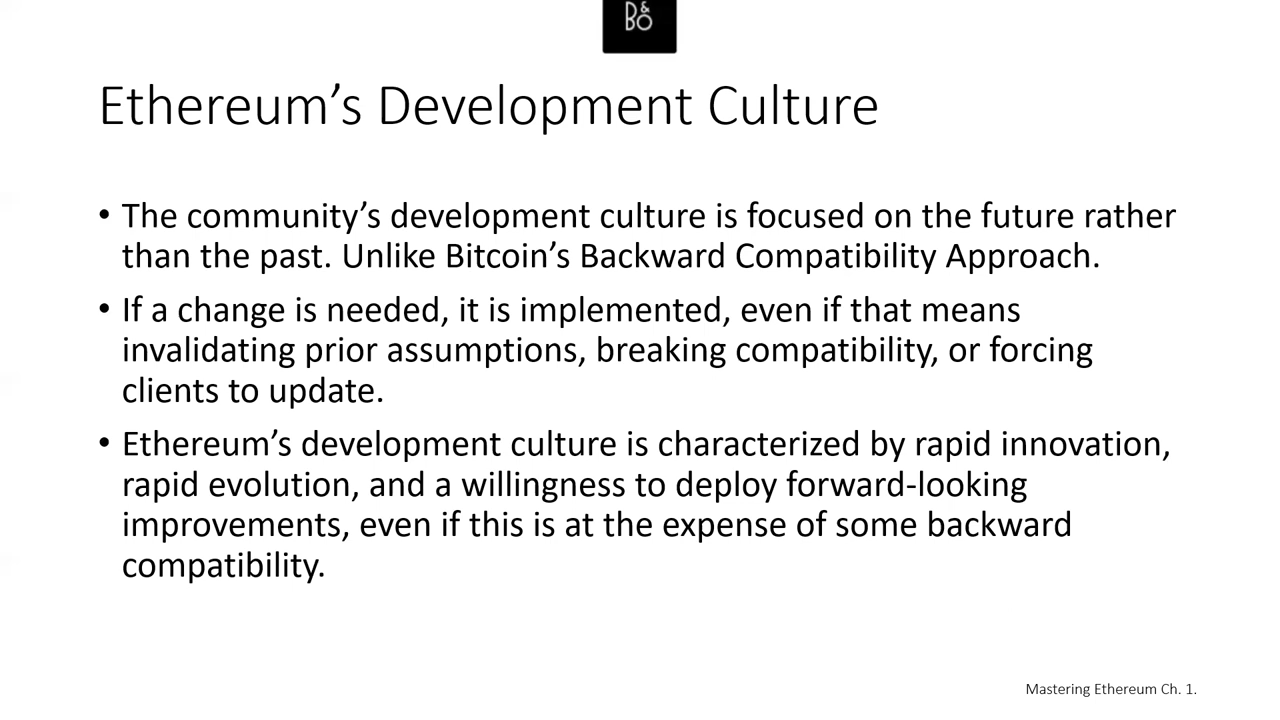 B&O
Ethereum’s Development Culture
• The community’s development culture is focused on the future rather
than the past. Unlike Bitcoin’s Backward Compatibility Approach.
• If a change is needed, it is implemented, even if that means
invalidating prior assumptions, breaking compatibility, or forcing
clients to update.
• Ethereum’s development culture is characterized by rapid innovation,
rapid evolution, and a willingness to deploy forward-looking
improvements, even if this is at the expense of some backward
compatibility.
Mastering Ethereum Ch. 1.